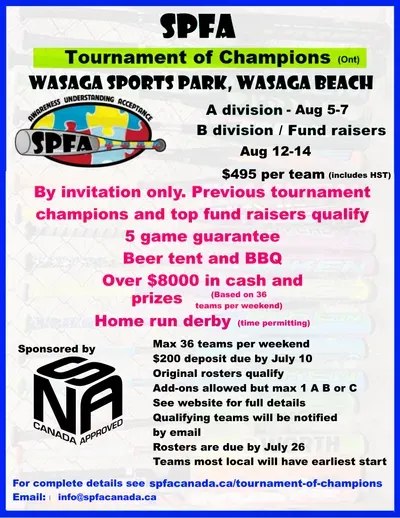 SPFA
Tournament of Champions (Ont)
WASAGA SPORTS PARK, WASAGA BEACH
AWARENESS UNDERSTANDING ACCEPTANCE
SPFA
A division - Aug 5-7
B division / Fund raisers
Aug 12-14
$495 per team (includes HST)
By invitation only. Previous tournament
champions and top fund raisers qualify
5 game guarantee
Beer tent and BBQ
Over $8000 in cash and
prizes (Based on 36
teams per weekend)
Home run derby (time permitting)
Sponsored by
SNA
CANADA APPROVED
Max 36 teams per weekend
$200 deposit due by July 10
Original rosters qualify
Add-ons allowed but max 1 A B or C
See website for full details
Qualifying teams will be notified
by email
Rosters are due by July 26
Teams most local will have earliest start
WORTH
For complete details see spfacanada.ca/tournament-of-champions
Email: info@spfacanada.ca